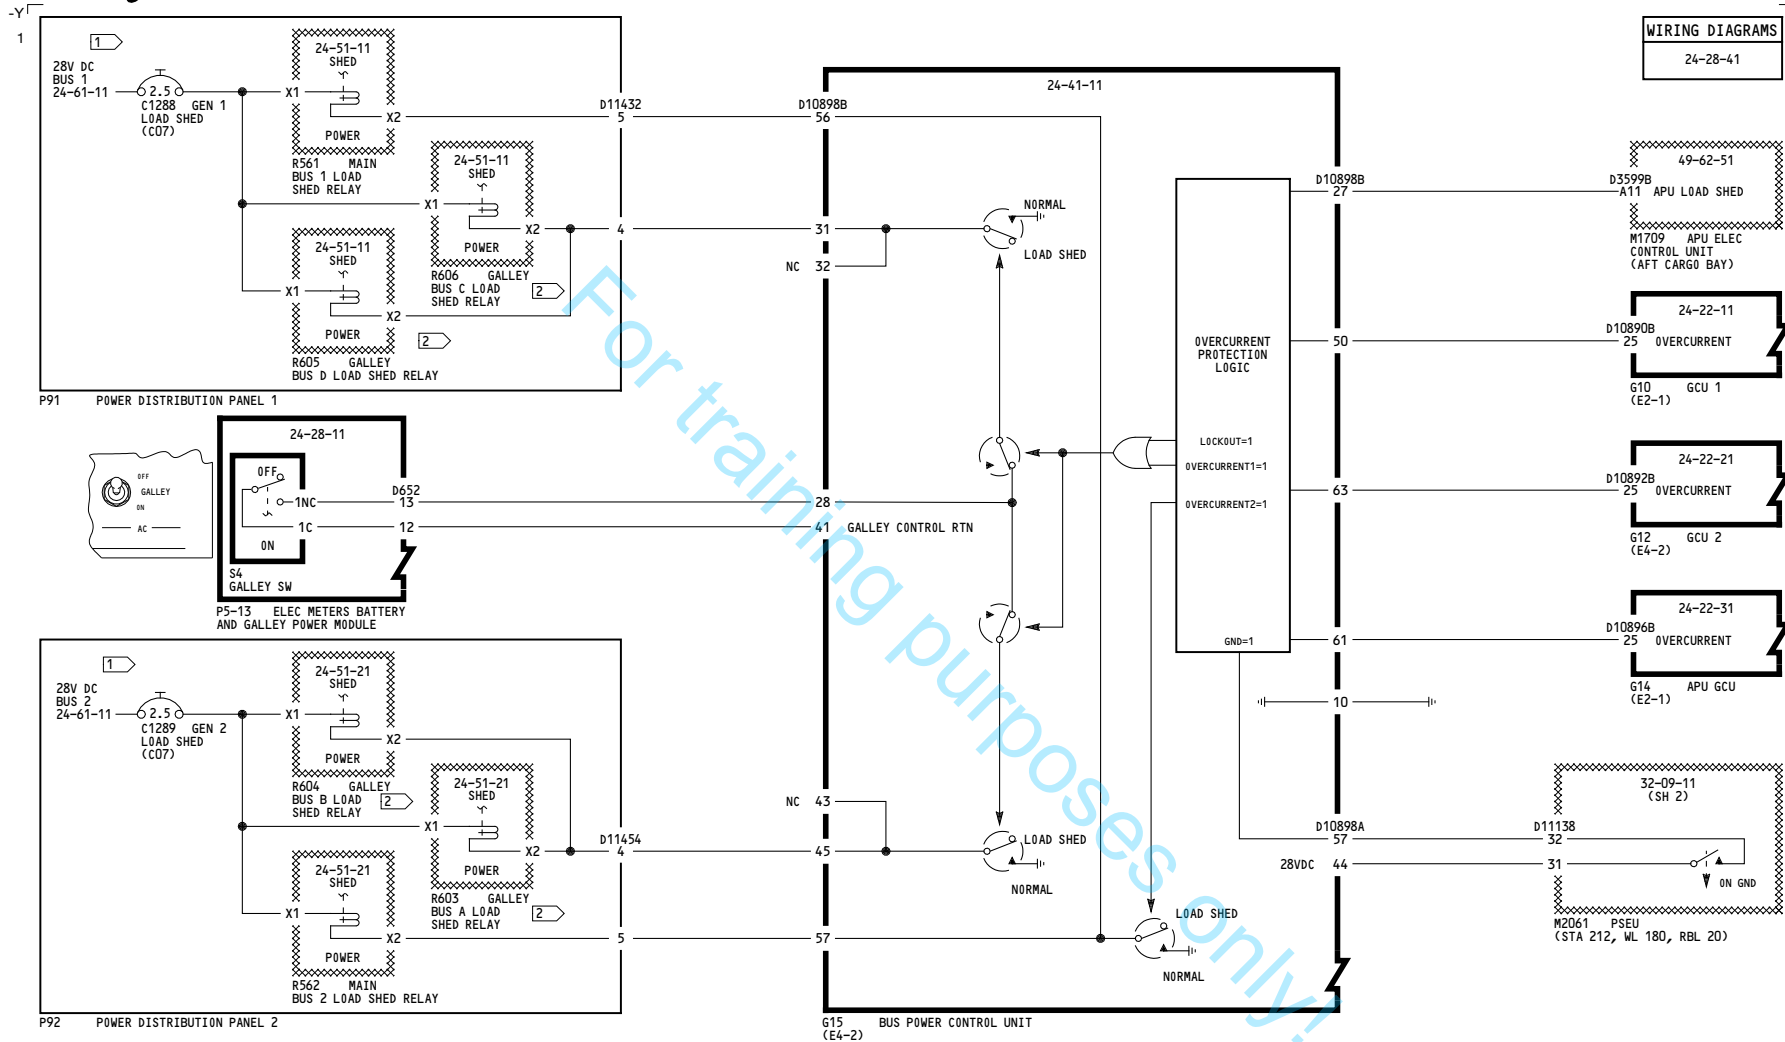 -Y
1
1
28V DC
BUS 1
24-61-11
2.5
C1288 GEN 1
LOAD SHED
(C07)
24-51-11
SHED
X1
X2
POWER
R561 MAIN
BUS 1 LOAD
SHED RELAY
24-51-11
SHED
X1
X2
POWER
R606 GALLEY
BUS C LOAD
SHED RELAY
2
24-51-11
SHED
X1
X2
POWER
R605 GALLEY
BUS D LOAD SHED RELAY
2
D11432
5
4
P91 POWER DISTRIBUTION PANEL 1
24-28-11
OFF
GALLEY
ON
AC
OFF
1NC
1C
ON
S4
GALLEY SW
D652
13
12
P5-13 ELEC METERS BATTERY
AND GALLEY POWER MODULE
1
28V DC
BUS 2
24-61-11
2.5
C1289 GEN 2
LOAD SHED
(C07)
24-51-21
SHED
X1
X2
POWER
R604 GALLEY
BUS B LOAD
SHED RELAY
2
24-51-21
SHED
X1
X2
POWER
R603 GALLEY
BUS A LOAD
SHED RELAY
2
24-51-21
SHED
X1
X2
POWER
R562 MAIN
BUS 2 LOAD SHED RELAY
D11454
4
5
P92 POWER DISTRIBUTION PANEL 2
24-41-11
D10898B
56
31
NC 32
28
41 GALLEY CONTROL RTN
NC 43
45
57
NORMAL
LOAD SHED
LOAD SHED
NORMAL
LOAD SHED
NORMAL
OVERCURRENT
PROTECTION
LOGIC
LOCKOUT=1
OVERCURRENT1=1
OVERCURRENT2=1
GND=1
G15 BUS POWER CONTROL UNIT
(E4-2)
D10898B
27
50
63
61
10
D10898A
57
28VDC 44
WIRING DIAGRAMS
24-28-41
49-62-51
D3599B
A11 APU LOAD SHED
M1709 APU ELEC
CONTROL UNIT
(AFT CARGO BAY)
24-22-11
D10890B
25 OVERCURRENT
G10 GCU 1
(E2-1)
24-22-21
D10892B
25 OVERCURRENT
G12 GCU 2
(E4-2)
24-22-31
D10896B
25 OVERCURRENT
G14 APU GCU
(E2-1)
32-09-11
(SH 2)
D11138
32
31
ON GND
M2061 PSEU
(STA 212, WL 180, RBL 20)
For training purposes only!